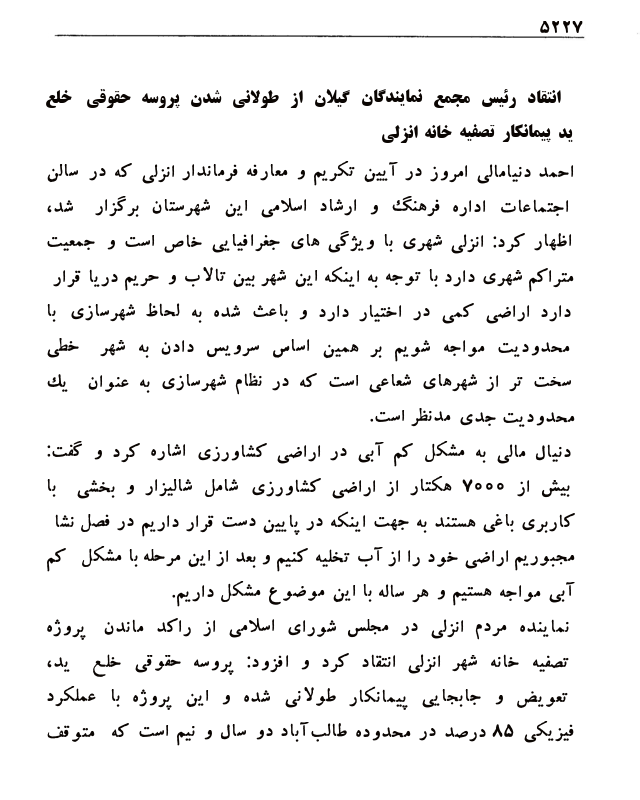 ۵۲۲۷
انتقاد رئیس مجمع نمایندگان گیلان از طولانی شدن پروسه حقوقی خلع
ید پیمانکار تصفیه خانه انزلی
احمد دنیامالی امروز در آیین تکریم و معارفه فرماندار انزلی که در سالن
اجتماعات اداره فرهنگ و ارشاد اسلامی این شهرستان برگزار شد،
اظهار کرد: انزلی شهری با ویژگی های جغرافیایی خاص است و جمعیت
متراکم شهری دارد با توجه به اینکه این شهر بین تالاب و حریم دریا قرار
دارد اراضی کمی در اختیار دارد و باعث شده به لحاظ شهرسازی با
محدودیت مواجه شویم بر همین اساس سرویس دادن به شهر خطی
سخت تر از شهرهای شعاعی است که در نظام شهرسازی به عنوان یك
محدودیت جدی مدنظر است.
دنیال مالی به مشکل کم آبی در اراضی کشاورزی اشاره کرد و گفت:
بیش از ۷۰۰۰ هکتار از اراضی کشاورزی شامل شالیزار و بخشی با
کاربری باغی هستند به جهت اینکه در پایین دست قرار داریم در فصل نشا
مجبوریم اراضی خود را از آب تخلیه کنیم و بعد از این مرحله با مشکل کم
آبی مواجه هستیم و هر ساله با این موضوع مشکل داریم.
نماینده مردم انزلی در مجلس شورای اسلامی از راکد ماندن پروژه
تصفیه خانه شهر انزلی انتقاد کرد و افزود: پروسه حقوقی خلع ید،
تعویض و جابجایی پیمانکار طولانی شده و این پروژه با عملکرد
فیزیکی ۸۵ درصد در محدوده طالب‌آباد دو سال و نیم است که متوقف